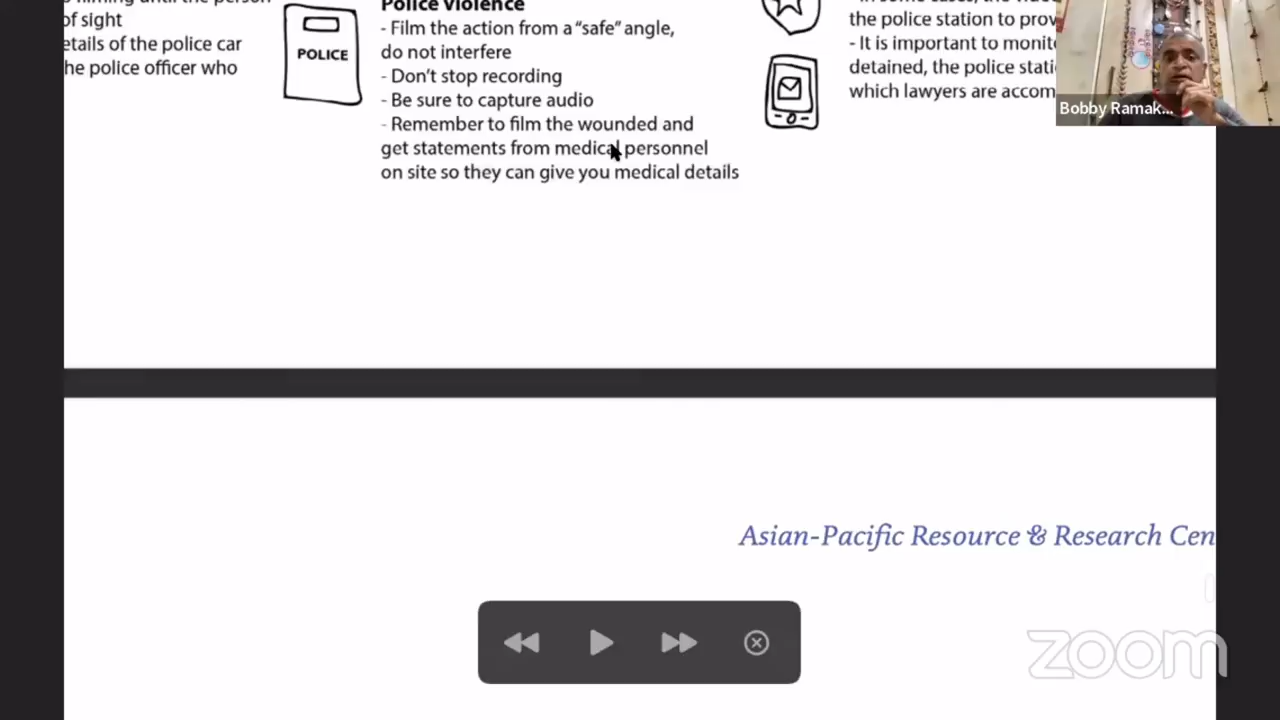 of sight
etails of the police car
he police officer who
POLICE
Police Violence
- Film the action from a “safe” angle,
do not interfere
- Don’t stop recording
- Be sure to capture audio
- Remember to film the wounded and
get statements from medical personnel
on site so they can give you medical details
the police station to prov
- It is important to monit
detained, the police stati
which lawyers are accom
Bobby Ramak...
Asian-Pacific Resource & Research Cen
zoom